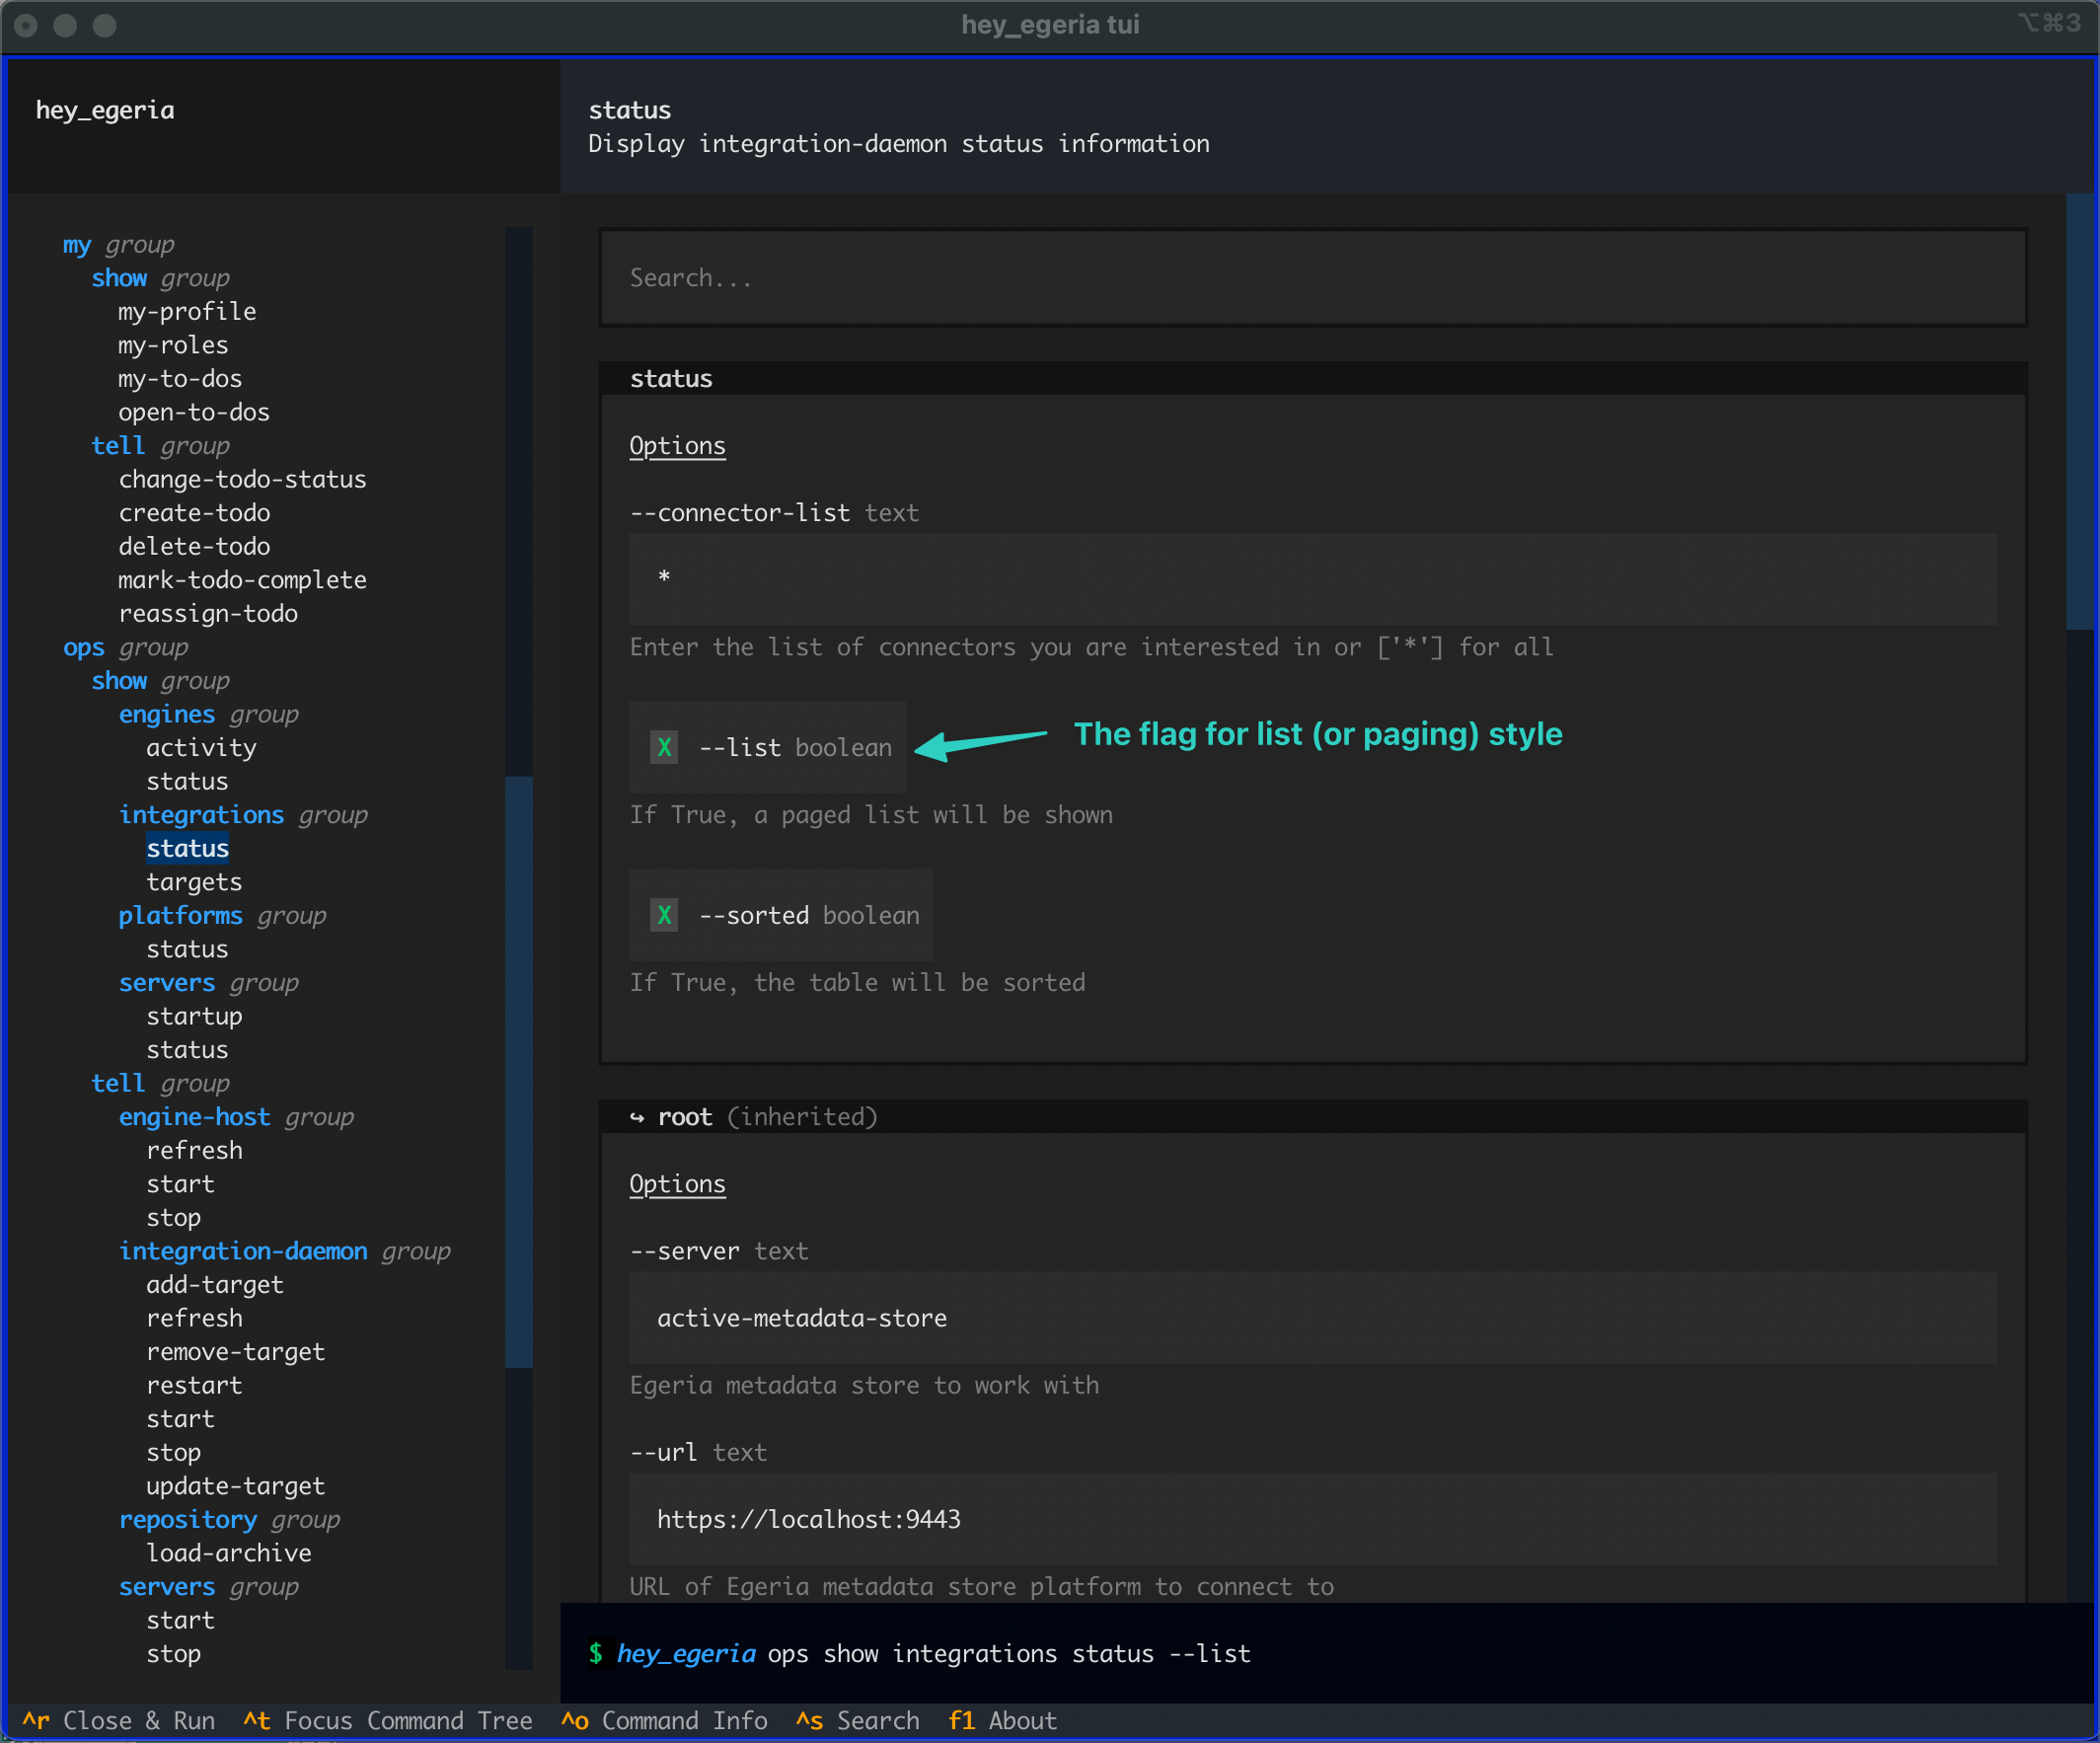 hey_egeria tui
⌥⌘3
hey_egeria
status
Display integration-daemon status information
my group
show group
my-profile
my-roles
my-to-dos
open-to-dos
tell group
change-todo-status
create-todo
delete-todo
mark-todo-complete
reassign-todo
ops group
show group
engines group
activity
status
integrations group
status
targets
platforms group
status
servers group
startup
status
tell group
engine-host group
refresh
start
stop
integration-daemon group
add-target
refresh
remove-target
restart
start
stop
update-target
repository group
load-archive
servers group
start
stop
Search...
status
Options
--connector-list text
*
Enter the list of connectors you are interested in or ['*'] for all
X --list boolean
The flag for list (or paging) style
If True, a paged list will be shown
X --sorted boolean
If True, the table will be sorted
↪ root (inherited)
Options
--server text
active-metadata-store
Egeria metadata store to work with
--url text
https://localhost:9443
URL of Egeria metadata store platform to connect to
$ hey_egeria ops show integrations status --list
^r Close & Run ^t Focus Command Tree ^o Command Info ^s Search f1 About